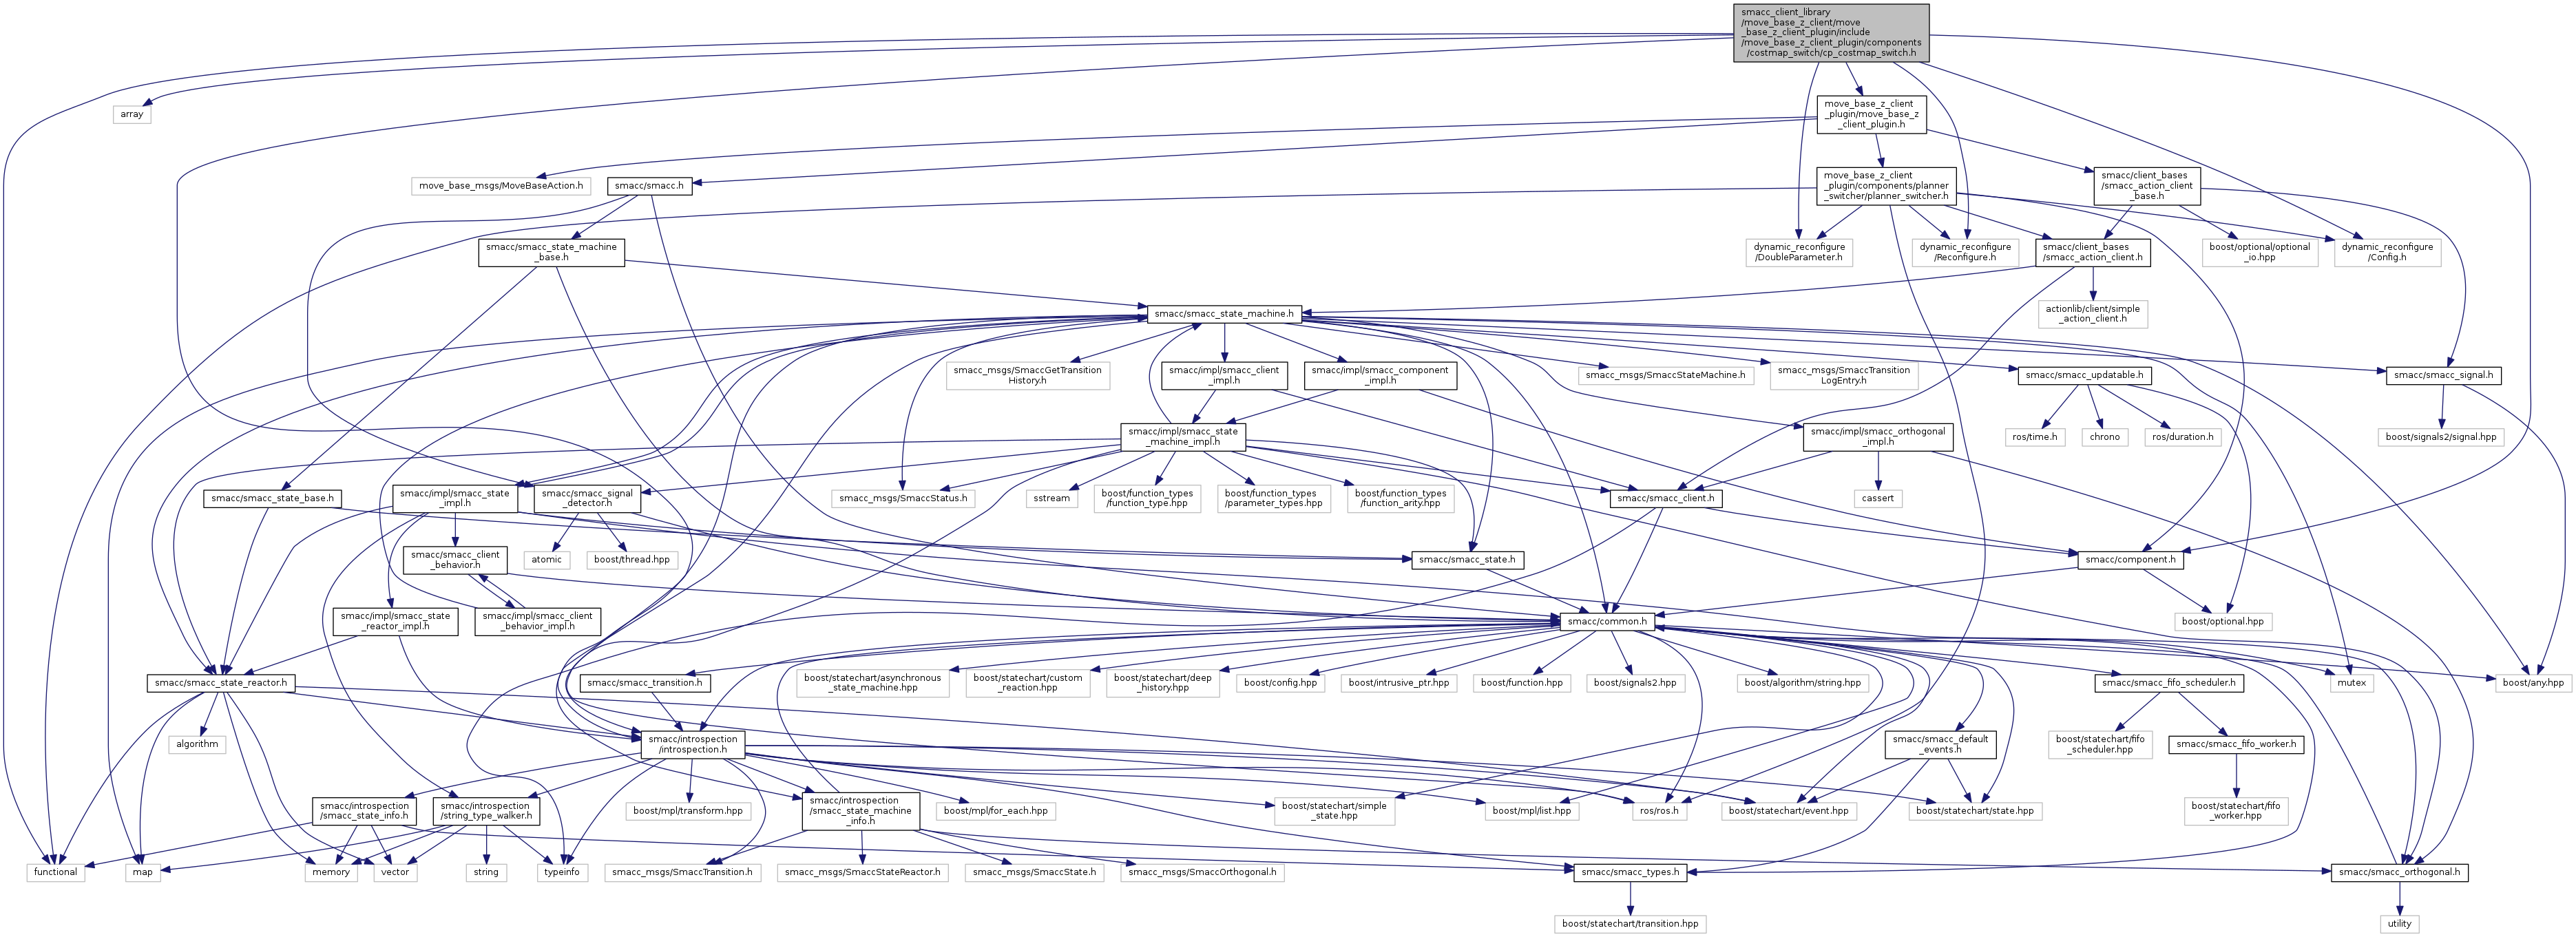 smacc_client_library
/move_base_z_client/move
_base_z_client_plugin/include
/move_base_z_client_plugin/components
/costmap_switch/cp_costmap_switch.h
array
move_base_z_client
_plugin/move_base_z
_client_plugin.h
move_base_msgs/MoveBaseAction.h
smacc/smacc.h
move_base_z_client
_plugin/components/planner
_switcher/planner_switcher.h
smacc/client_bases
/smacc_action_client
_base.h
smacc/smacc_state_machine
_base.h
dynamic_reconfigure
/DoubleParameter.h
dynamic_reconfigure
/Reconfigure.h
smacc/client_bases
/smacc_action_client.h
boost/optional/optional
_io.hpp
dynamic_reconfigure
/Config.h
smacc/smacc_state_machine.h
actionlib/client/simple
_action_client.h
smacc_msgs/SmaccGetTransition
History.h
smacc/impl/smacc_client
_impl.h
smacc/impl/smacc_component
_impl.h
smacc_msgs/SmaccStateMachine.h
smacc_msgs/SmaccTransition
LogEntry.h
smacc/smacc_updatable.h
smacc/smacc_signal.h
smacc/impl/smacc_state
_machine_impl.h
smacc/impl/smacc_orthogonal
_impl.h
ros/time.h
chrono
ros/duration.h
boost/signals2/signal.hpp
smacc/smacc_state_base.h
smacc/impl/smacc_state
_impl.h
smacc/smacc_signal
_detector.h
smacc_msgs/SmaccStatus.h
sstream
boost/function_types
/function_type.hpp
boost/function_types
/parameter_types.hpp
boost/function_types
/function_arity.hpp
smacc/smacc_client.h
cassert
smacc/smacc_client
_behavior.h
atomic
boost/thread.hpp
smacc/smacc_state.h
smacc/component.h
smacc/impl/smacc_state
_reactor_impl.h
smacc/impl/smacc_client
_behavior_impl.h
smacc/common.h
boost/optional.hpp
smacc/smacc_state_reactor.h
smacc/smacc_transition.h
boost/statechart/asynchronous
_state_machine.hpp
boost/statechart/custom
_reaction.hpp
boost/statechart/deep
_history.hpp
boost/config.hpp
boost/intrusive_ptr.hpp
boost/function.hpp
boost/signals2.hpp
boost/algorithm/string.hpp
smacc/smacc_fifo_scheduler.h
mutex
boost/any.hpp
algorithm
smacc/introspection
/introspection.h
smacc/smacc_default
_events.h
boost/statechart/fifo
_scheduler.hpp
smacc/smacc_fifo_worker.h
smacc/introspection
/smacc_state_info.h
smacc/introspection
/string_type_walker.h
boost/mpl/transform.hpp
smacc/introspection
/smacc_state_machine
_info.h
boost/mpl/for_each.hpp
boost/statechart/simple
_state.hpp
boost/mpl/list.hpp
ros/ros.h
boost/statechart/event.hpp
boost/statechart/state.hpp
boost/statechart/fifo
_worker.hpp
functional
map
memory
vector
string
typeinfo
smacc_msgs/SmaccTransition.h
smacc_msgs/SmaccStateReactor.h
smacc_msgs/SmaccState.h
smacc_msgs/SmaccOrthogonal.h
smacc/smacc_types.h
smacc/smacc_orthogonal.h
boost/statechart/transition.hpp
utility